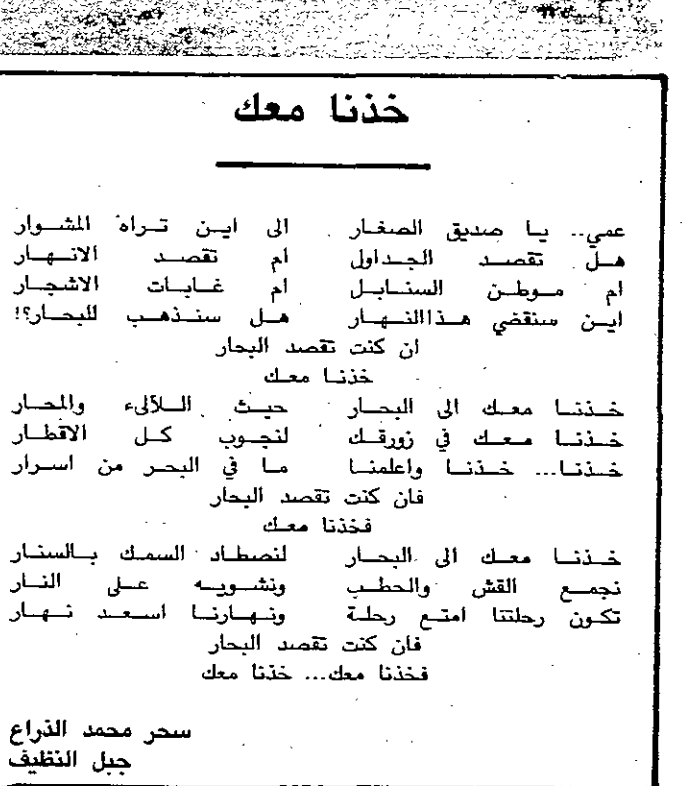 خذنا معك
عمي.. يا صديق الصغار الى اين تراه المشوار
هل تقصد الجداول ام تقصد الانهار
ام موطن السنابل ام غابات الاشجار
اين سنقضي هذا النهار هل سنذهب للبحار؟!
ان كنت تقصد البحار
خذنا معك
خذنا معك الى البحار حيث اللآلىء والمحار
خذنا معك في زورقك لنجوب كل الاقطار
خذنا... خذنا واعلمنا ما في البحر من اسرار
فان كنت تقصد البحار
فخذنا معك
خذنا معك الى البحار لنصطاد السمك بالسنار
نجمع القش والحطب ونشويه على النار
تكون رحلتنا امتع رحلة ونهارنا اسعد نهار
فان كنت تقصد البحار
فخذنا معك... خذنا معك
سحر محمد الذراع
جبل النظيف